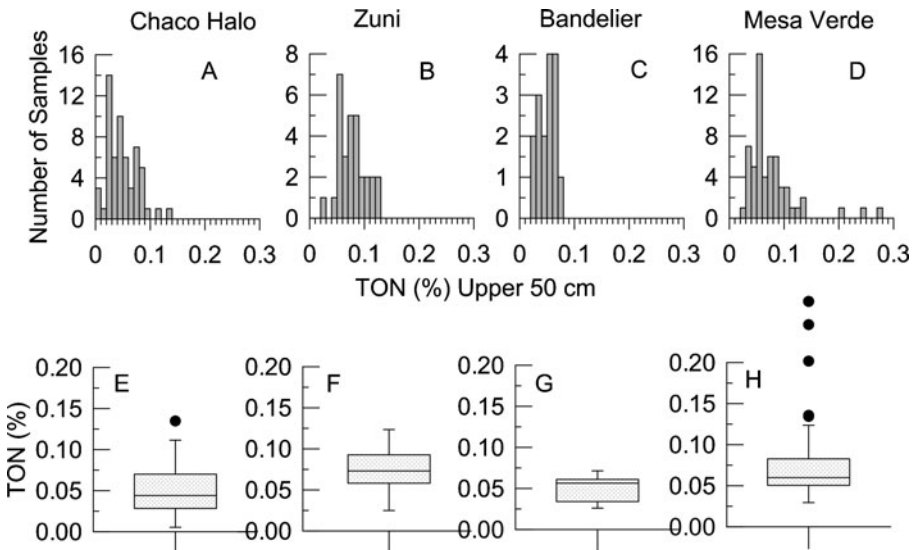 Chaco Halo Zuni Bandelier Mesa Verde
16 8 4 16
A B C D
12 6 3 12
8 4 2 8
4 2 1 4
0 0 0 0
0 0.1 0.2 0.3 0 0.1 0.2 0.3 0 0.1 0.2 0.3 0 0.1 0.2 0.3
Number of Samples
TON (%) Upper 50 cm
0.20 0.20 0.20 0.20
E F G H
0.15 0.15 0.15 0.15
0.10 0.10 0.10 0.10
0.05 0.05 0.05 0.05
0.00 0.00 0.00 0.00
TON (%)